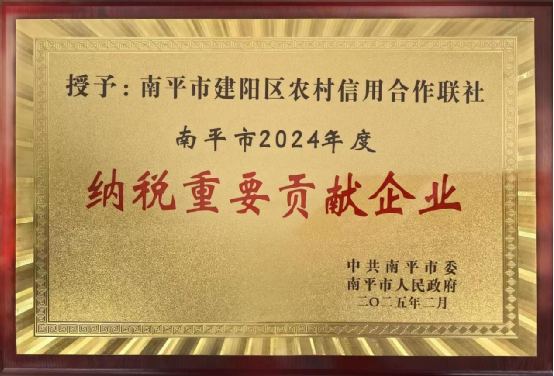 授予：南平市建阳区农村信用合作联社
南平市2024年度
纳税重要贡献企业
中共南平市委
南平市人民政府
二〇二五年二月